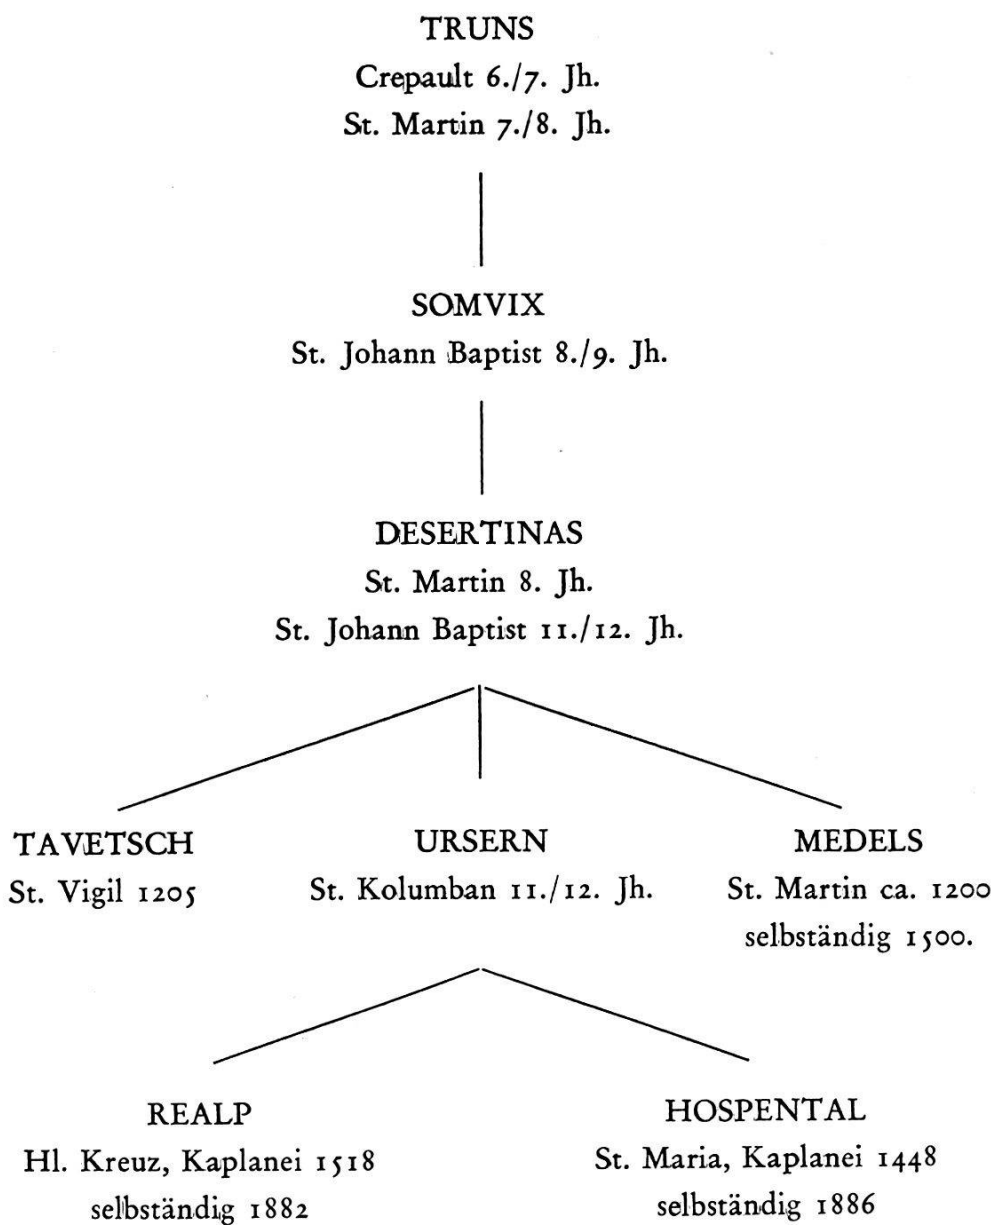 TRUNS
Crepault 6./7. Jh.
St. Martin 7./8. Jh.
SOMVIX
St. Johann Baptist 8./9. Jh.
DESERTINAS
St. Martin 8. Jh.
St. Johann Baptist 11./12. Jh.
TAVETSCH
St. Vigil 1205
URSERN
St. Kolumban 11./12. Jh.
MEDELS
St. Martin ca. 1200
selbständig 1500.
REALP
Hl. Kreuz, Kaplanei 1518
selbständig 1882
HOSPENTAL
St. Maria, Kaplanei 1448
selbständig 1886